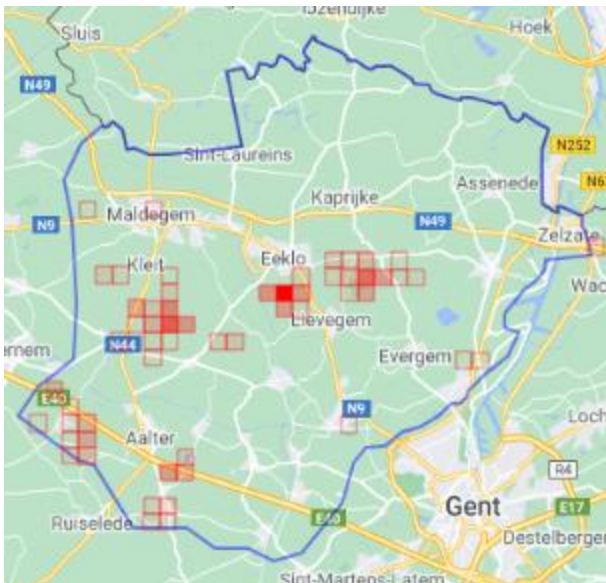 IJzendijke
Sluis
Hoek
N49
N252
Sint-Laureins
Assenede
Kaprijke
Maldegem
N49
N9
Zelzate
Eeklo
Kleit
Wac
Lievegem
N44
ernem
Evergem
E40
N9
Loch
Aalter
R4
Gent
E17
Ruiselede
E40
Destelberger
Sint-Martens-Latem